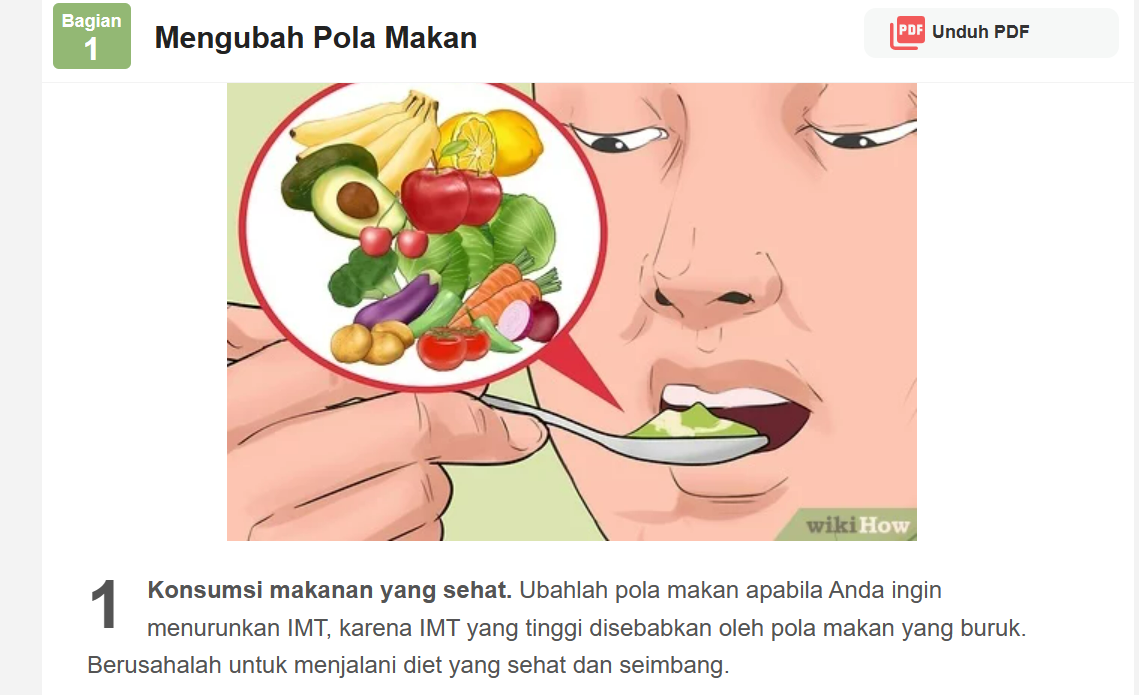 Bagian
1
Mengubah Pola Makan
PDF Unduh PDF
wikiHow
1
Konsumsi makanan yang sehat. Ubahlah pola makan apabila Anda ingin
menurunkan IMT, karena IMT yang tinggi disebabkan oleh pola makan yang buruk.
Berusahalah untuk menjalani diet yang sehat dan seimbang.